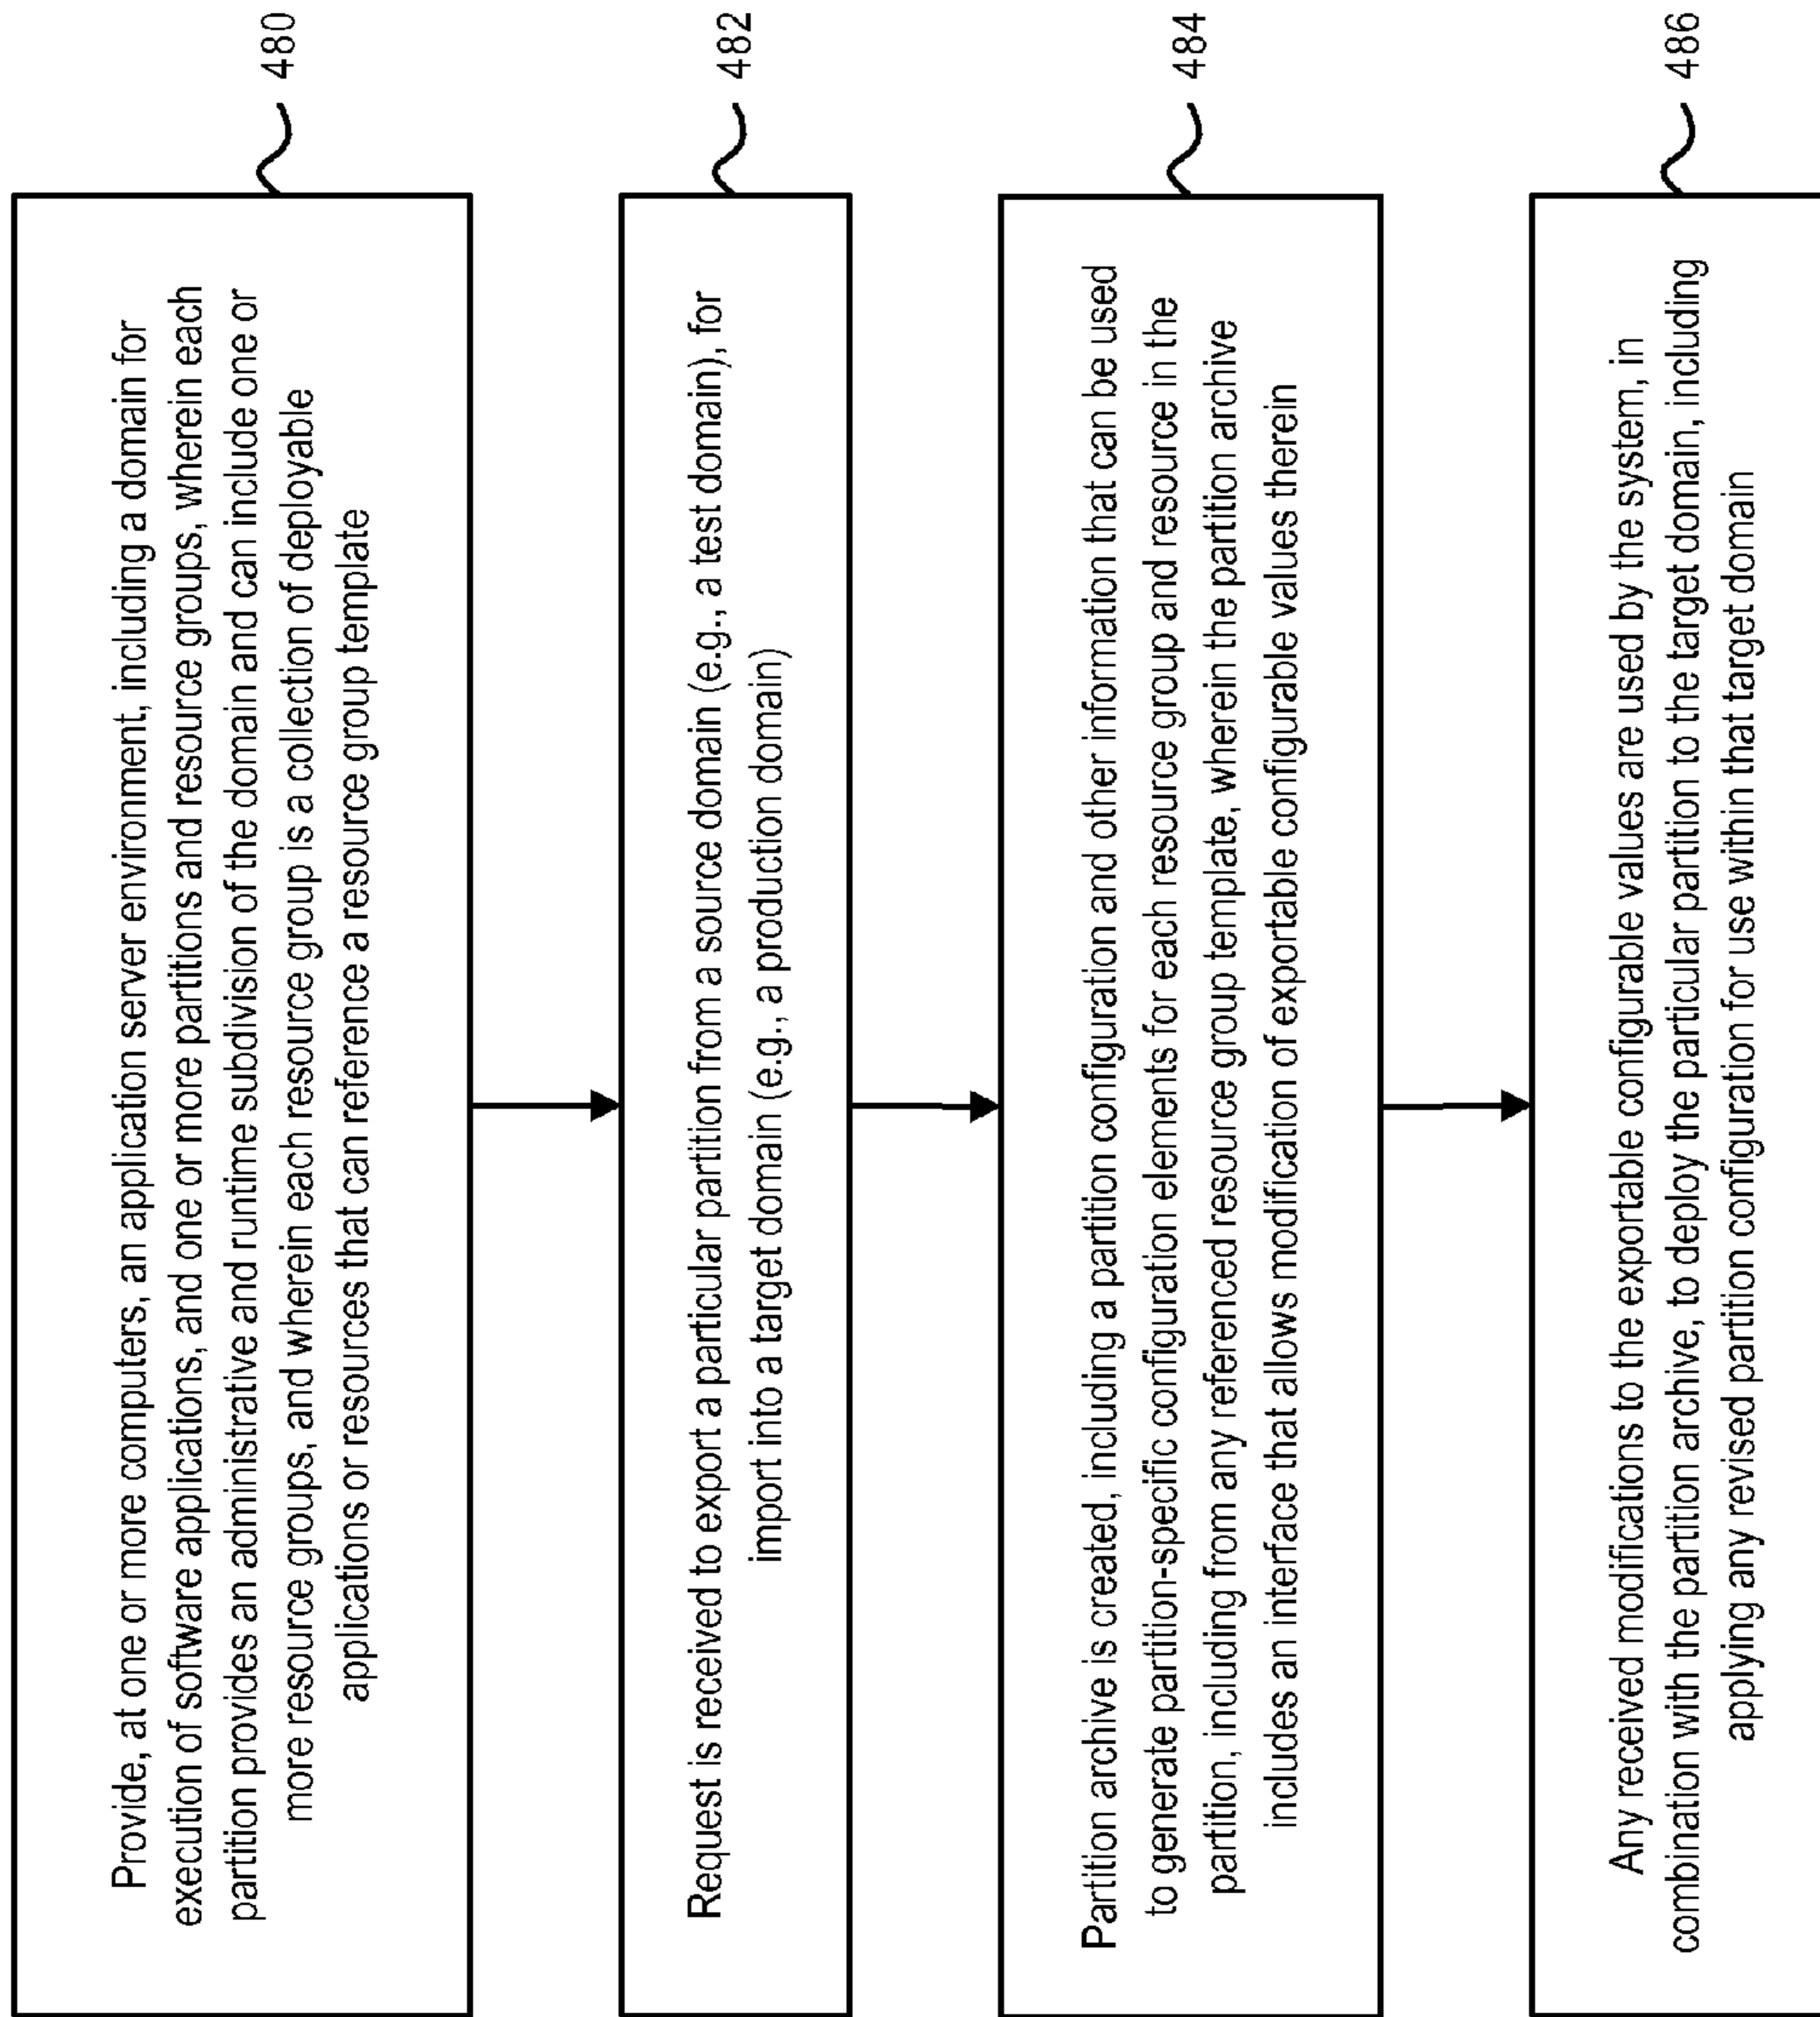 Provide, at one or more computers, an application server environment, including a domain for
execution of software applications, and one or more partitions and resource groups, wherein each
partition provides an administrative and runtime subdivision of the domain and can include one or
more resource groups, and wherein each resource group is a collection of deployable
applications or resources that can reference a resource group template
480
Request is received to export a particular partition from a source domain (e.g., a test domain), for
import into a target domain (e.g., a production domain)
482
Partition archive is created, including a partition configuration and other information that can be used
to generate partition-specific configuration elements for each resource group and resource in the
partition, including from any referenced resource group template, wherein the partition archive
includes an interface that allows modification of exportable configurable values therein
484
Any received modifications to the exportable configurable values are used by the system, in
combination with the partition archive, to deploy the particular partition to the target domain, including
applying any revised partition configuration for use within that target domain
486